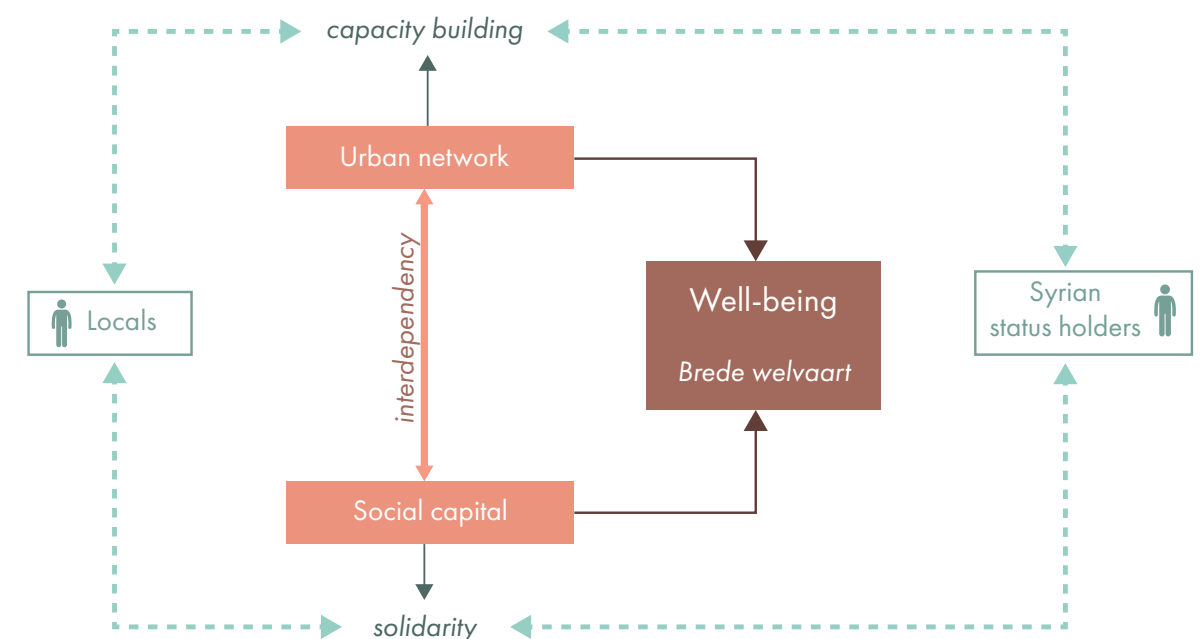 capacity building
Urban network
interdependency
Locals
Well-being
Brede welvaart
Syrian
status holders
Social capital
solidarity